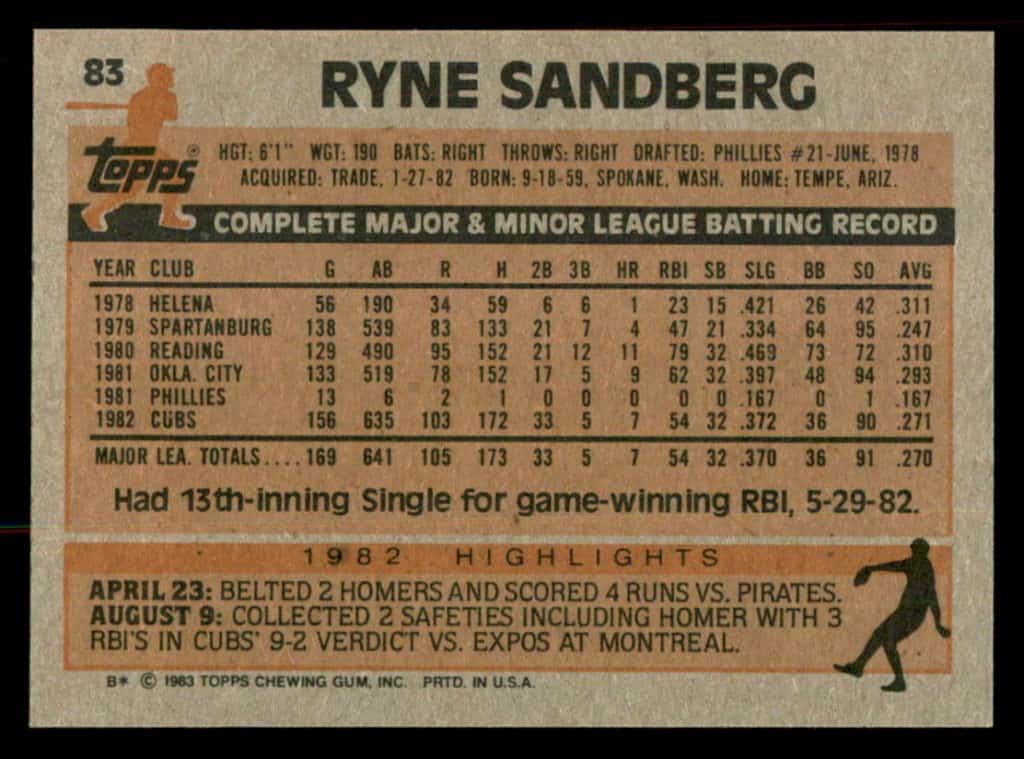 83
RYNE SANDBERG
Topps®
HGT: 6'1" WGT: 190 BATS: RIGHT THROWS: RIGHT DRAFTED: PHILLIES #21-JUNE, 1978
ACQUIRED: TRADE, 1-27-82 BORN: 9-18-59, SPOKANE, WASH. HOME: TEMPE, ARIZ.
COMPLETE MAJOR & MINOR LEAGUE BATTING RECORD
YEAR CLUB G AB R H 2B 3B HR RBI SB SLG BB SO AVG
1978 HELENA 56 190 34 59 6 6 1 23 15 .421 26 42 .311
1979 SPARTANBURG 138 539 83 133 21 7 4 47 21 .334 64 95 .247
1980 READING 129 490 95 152 21 12 11 79 32 .469 73 72 .310
1981 OKLA. CITY 133 519 78 152 17 5 9 62 32 .397 48 94 .293
1981 PHILLIES 13 6 2 1 0 0 0 0 0 .167 0 1 .167
1982 CUBS 156 635 103 172 33 5 7 54 32 .372 36 90 .271
MAJOR LEA. TOTALS....169 641 105 173 33 5 7 54 32 .370 36 91 .270
Had 13th-inning Single for game-winning RBI, 5-29-82.
1982 HIGHLIGHTS
APRIL 23: BELTED 2 HOMERS AND SCORED 4 RUNS VS. PIRATES.
AUGUST 9: COLLECTED 2 SAFETIES INCLUDING HOMER WITH 3
RBI'S IN CUBS' 9-2 VERDICT VS. EXPOS AT MONTREAL.
B* © 1983 TOPPS CHEWING GUM, INC. PRTD. IN U.S.A.